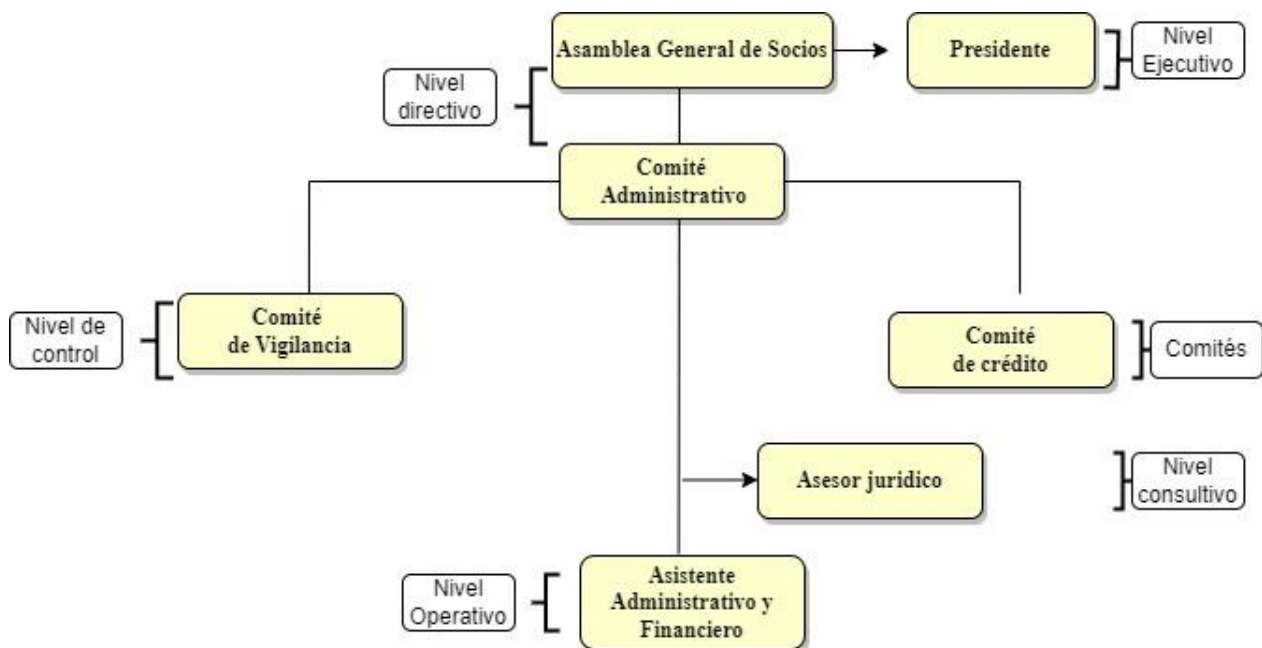 Asamblea General de Socios
Presidente
Nivel
Ejecutivo
Nivel
directivo
Comité
Administrativo
Nivel de
control
Comité
de Vigilancia
Comité
de crédito
Comités
Asesor juridico
Nivel
consultivo
Nivel
Operativo
Asistente
Administrativo y
Financiero